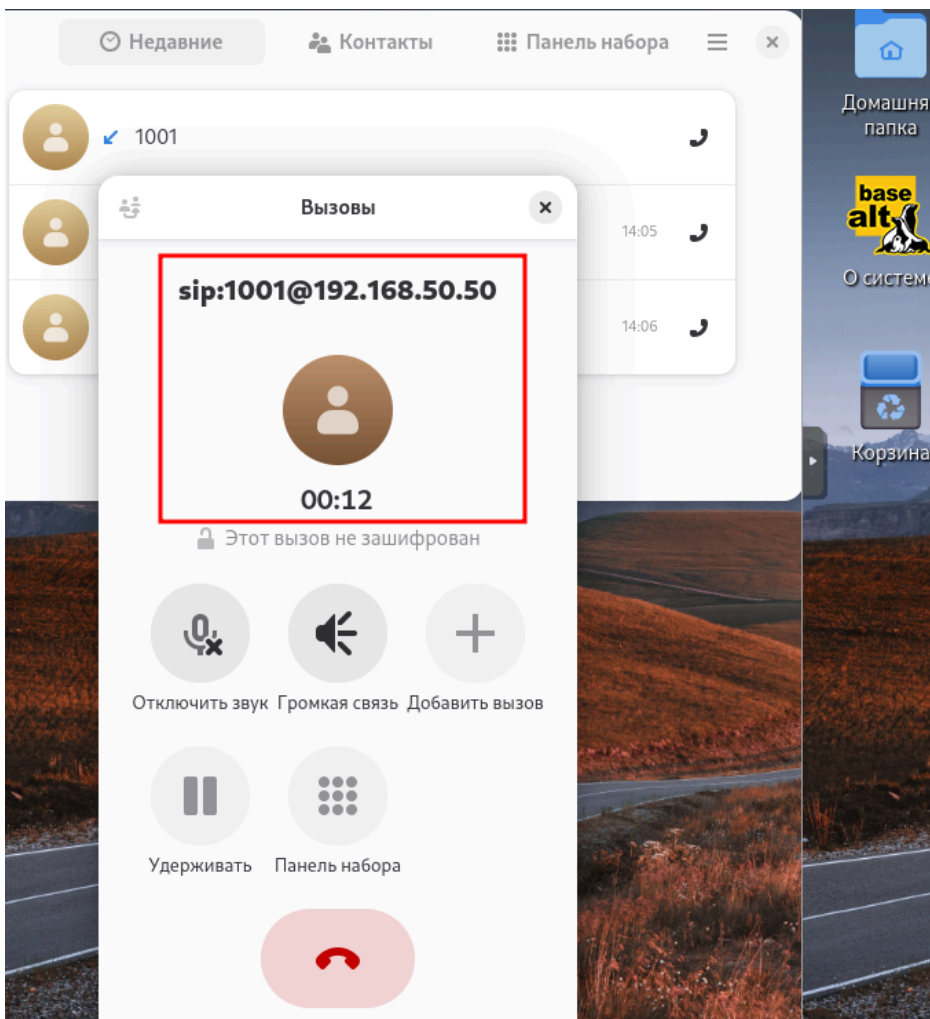 Недавние
Контакты
Панель набора
1001
14:05
14:06
Вызовы
sip:1001@192.168.50.50
00:12
Этот вызов не зашифрован
Отключить звук
Громкая связь
Добавить вызов
Удерживать
Панель набора
Домашня
папка
base
alt
О системе
Корзина